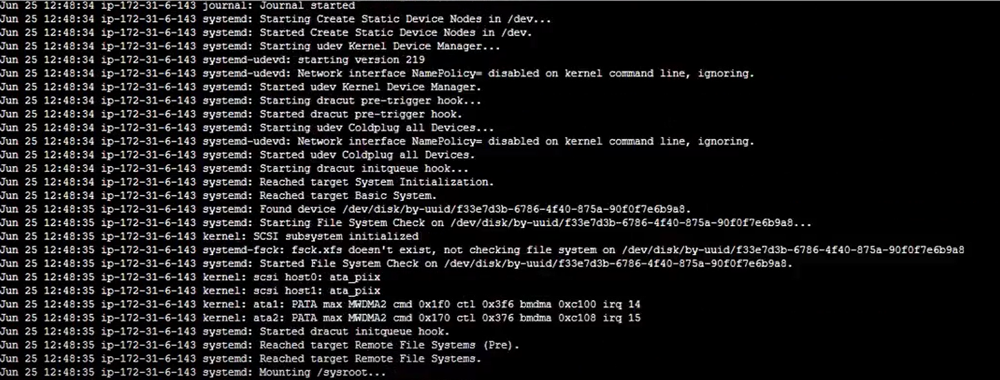 Jun 25 12:48:34 ip-172-31-6-143 journal: Journal started
Jun 25 12:48:34 ip-172-31-6-143 systemd: Starting Create Static Device Nodes in /dev...
Jun 25 12:48:34 ip-172-31-6-143 systemd: Started Create Static Device Nodes in /dev.
Jun 25 12:48:34 ip-172-31-6-143 systemd: Starting udev Kernel Device Manager...
Jun 25 12:48:34 ip-172-31-6-143 systemd-udevd: starting version 219
Jun 25 12:48:34 ip-172-31-6-143 systemd-udevd: Network interface NamePolicy= disabled on kernel command line, ignoring.
Jun 25 12:48:34 ip-172-31-6-143 systemd: Started udev Kernel Device Manager.
Jun 25 12:48:34 ip-172-31-6-143 systemd: Starting dracut pre-trigger hook...
Jun 25 12:48:34 ip-172-31-6-143 systemd: Started dracut pre-trigger hook.
Jun 25 12:48:34 ip-172-31-6-143 systemd: Starting udev Coldplug all Devices...
Jun 25 12:48:34 ip-172-31-6-143 systemd-udevd: Network interface NamePolicy= disabled on kernel command line, ignoring.
Jun 25 12:48:34 ip-172-31-6-143 systemd: Started udev Coldplug all Devices.
Jun 25 12:48:34 ip-172-31-6-143 systemd: Starting dracut initqueue hook...
Jun 25 12:48:34 ip-172-31-6-143 systemd: Reached target System Initialization.
Jun 25 12:48:34 ip-172-31-6-143 systemd: Reached target Basic System.
Jun 25 12:48:35 ip-172-31-6-143 systemd: Found device /dev/disk/by-uuid/f33e7d3b-6786-4f40-875a-90f0f7e6b9a8.
Jun 25 12:48:35 ip-172-31-6-143 systemd: Starting File System Check on /dev/disk/by-uuid/f33e7d3b-6786-4f40-875a-90f0f7e6b9a8...
Jun 25 12:48:35 ip-172-31-6-143 kernel: SCSI subsystem initialized
Jun 25 12:48:35 ip-172-31-6-143 systemd-fsck: fsck.xfs doesn't exist, not checking file system on /dev/disk/by-uuid/f33e7d3b-6786-4f40-875a-90f0f7e6b9a8
Jun 25 12:48:35 ip-172-31-6-143 systemd: Started File System Check on /dev/disk/by-uuid/f33e7d3b-6786-4f40-875a-90f0f7e6b9a8.
Jun 25 12:48:35 ip-172-31-6-143 kernel: scsi host0: ata_piix
Jun 25 12:48:35 ip-172-31-6-143 kernel: scsi host1: ata_piix
Jun 25 12:48:35 ip-172-31-6-143 kernel: ata1: PATA max MWDMA2 cmd 0x1f0 ctl 0x3f6 bmdma 0xc100 irq 14
Jun 25 12:48:35 ip-172-31-6-143 kernel: ata2: PATA max MWDMA2 cmd 0x170 ctl 0x376 bmdma 0xc108 irq 15
Jun 25 12:48:35 ip-172-31-6-143 systemd: Started dracut initqueue hook.
Jun 25 12:48:35 ip-172-31-6-143 systemd: Reached target Remote File Systems (Pre).
Jun 25 12:48:35 ip-172-31-6-143 systemd: Reached target Remote File Systems.
Jun 25 12:48:35 ip-172-31-6-143 systemd: Mounting /sysroot...